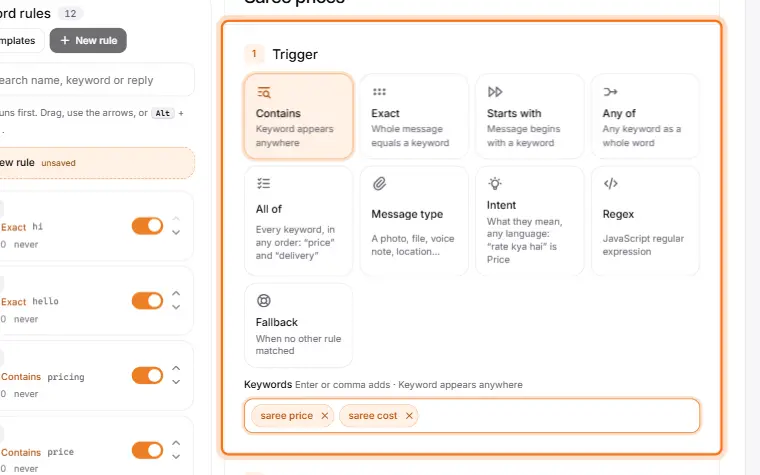 rd rules 12
mplates
+ New rule
earch name, keyword or reply
uns first. Drag, use the arrows, or Alt +
.
ew rule unsaved
Exact hi
0 never
Exact hello
0 never
Contains pricing
0 never
Contains price
0 never
Saree prices
1 Trigger
Contains
Keyword appears
anywhere
Exact
Whole message
equals a keyword
Starts with
Message begins
with a keyword
Any of
Any keyword as a
whole word
All of
Every keyword, in
any order: “price”
and “delivery”
Message type
A photo, file, voice
note, location...
Intent
What they mean,
any language:
“rate kya hai” is
Price
Regex
JavaScript regular
expression
Fallback
When no other rule
matched
Keywords Enter or comma adds · Keyword appears anywhere
saree price ×
saree cost ×